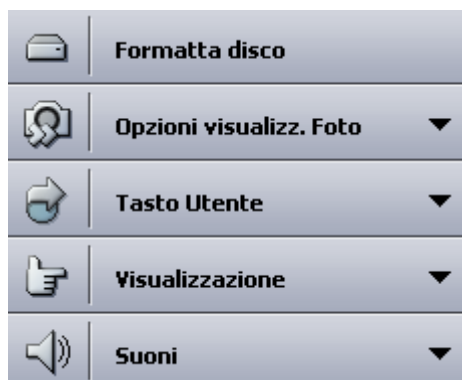 Formatta disco
Opzioni visualizz. Foto
Tasto Utente
Visualizzazione
Suoni